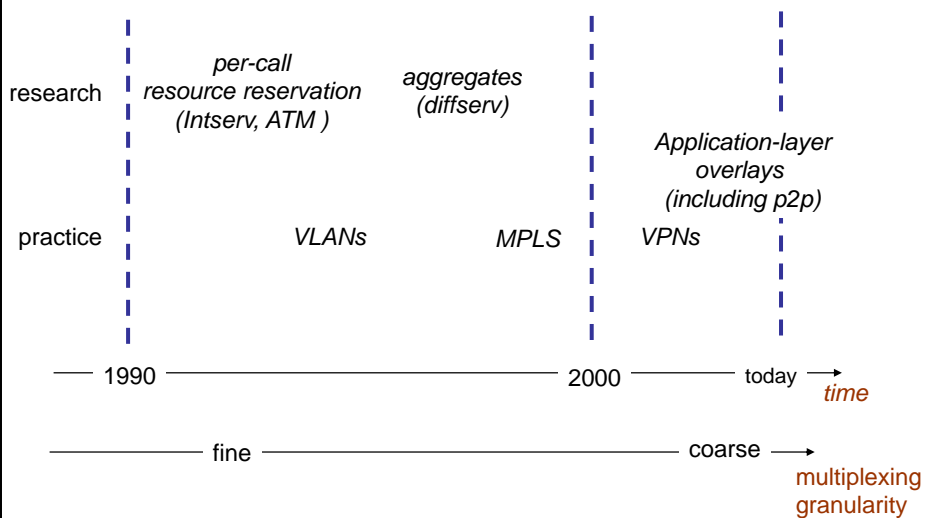 per-call
resource reservation
(Intserv, ATM )
aggregates
(diffserv)
research
Application-layer
overlays
(including p2p)
practice
VLANs
MPLS
VPNs
1990
2000
today
time
fine
coarse
multiplexing
granularity